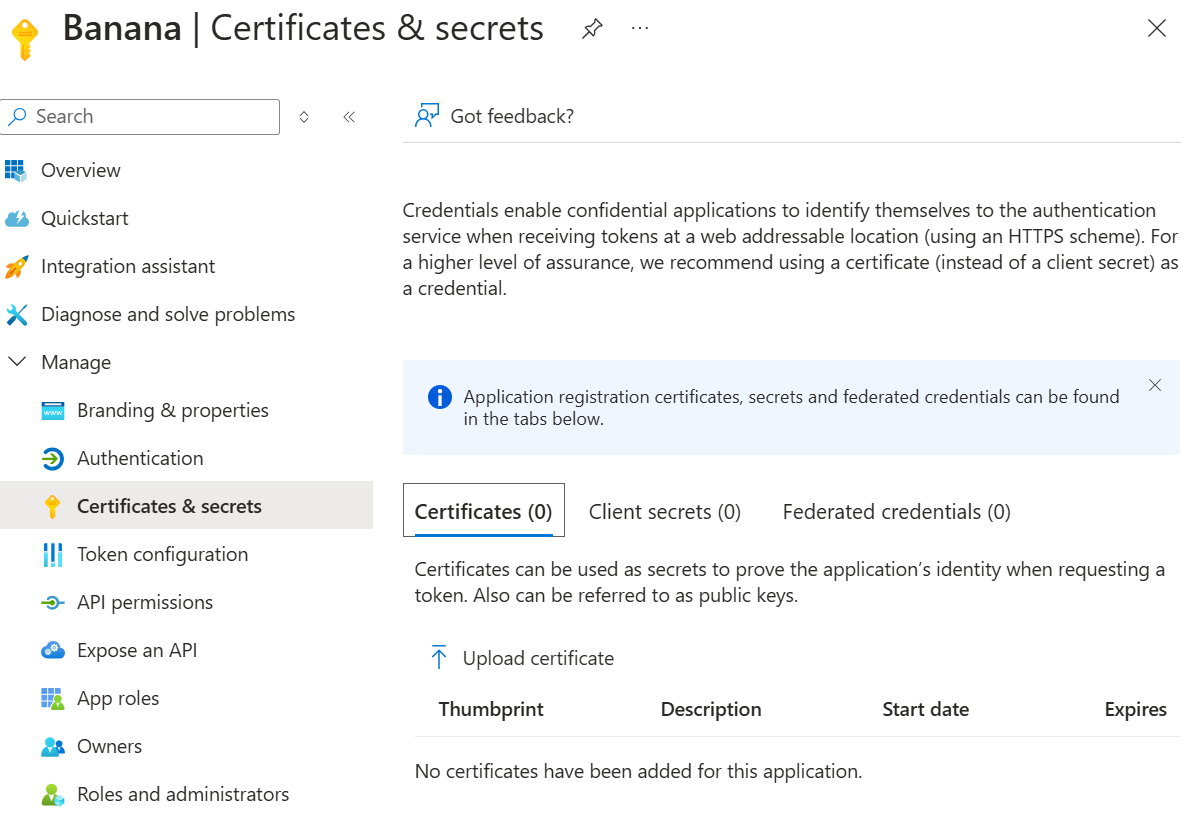 Banana | Certificates & secrets
Search
Got feedback?
Overview
Quickstart
Integration assistant
Diagnose and solve problems
Manage
Branding & properties
Authentication
Certificates & secrets
Token configuration
API permissions
Expose an API
App roles
Owners
Roles and administrators
Credentials enable confidential applications to identify themselves to the authentication
service when receiving tokens at a web addressable location (using an HTTPS scheme). For
a higher level of assurance, we recommend using a certificate (instead of a client secret) as
a credential.
Application registration certificates, secrets and federated credentials can be found
in the tabs below.
Certificates (0) Client secrets (0) Federated credentials (0)
Certificates can be used as secrets to prove the application’s identity when requesting a
token. Also can be referred to as public keys.
Upload certificate
Thumbprint Description Start date Expires
No certificates have been added for this application.